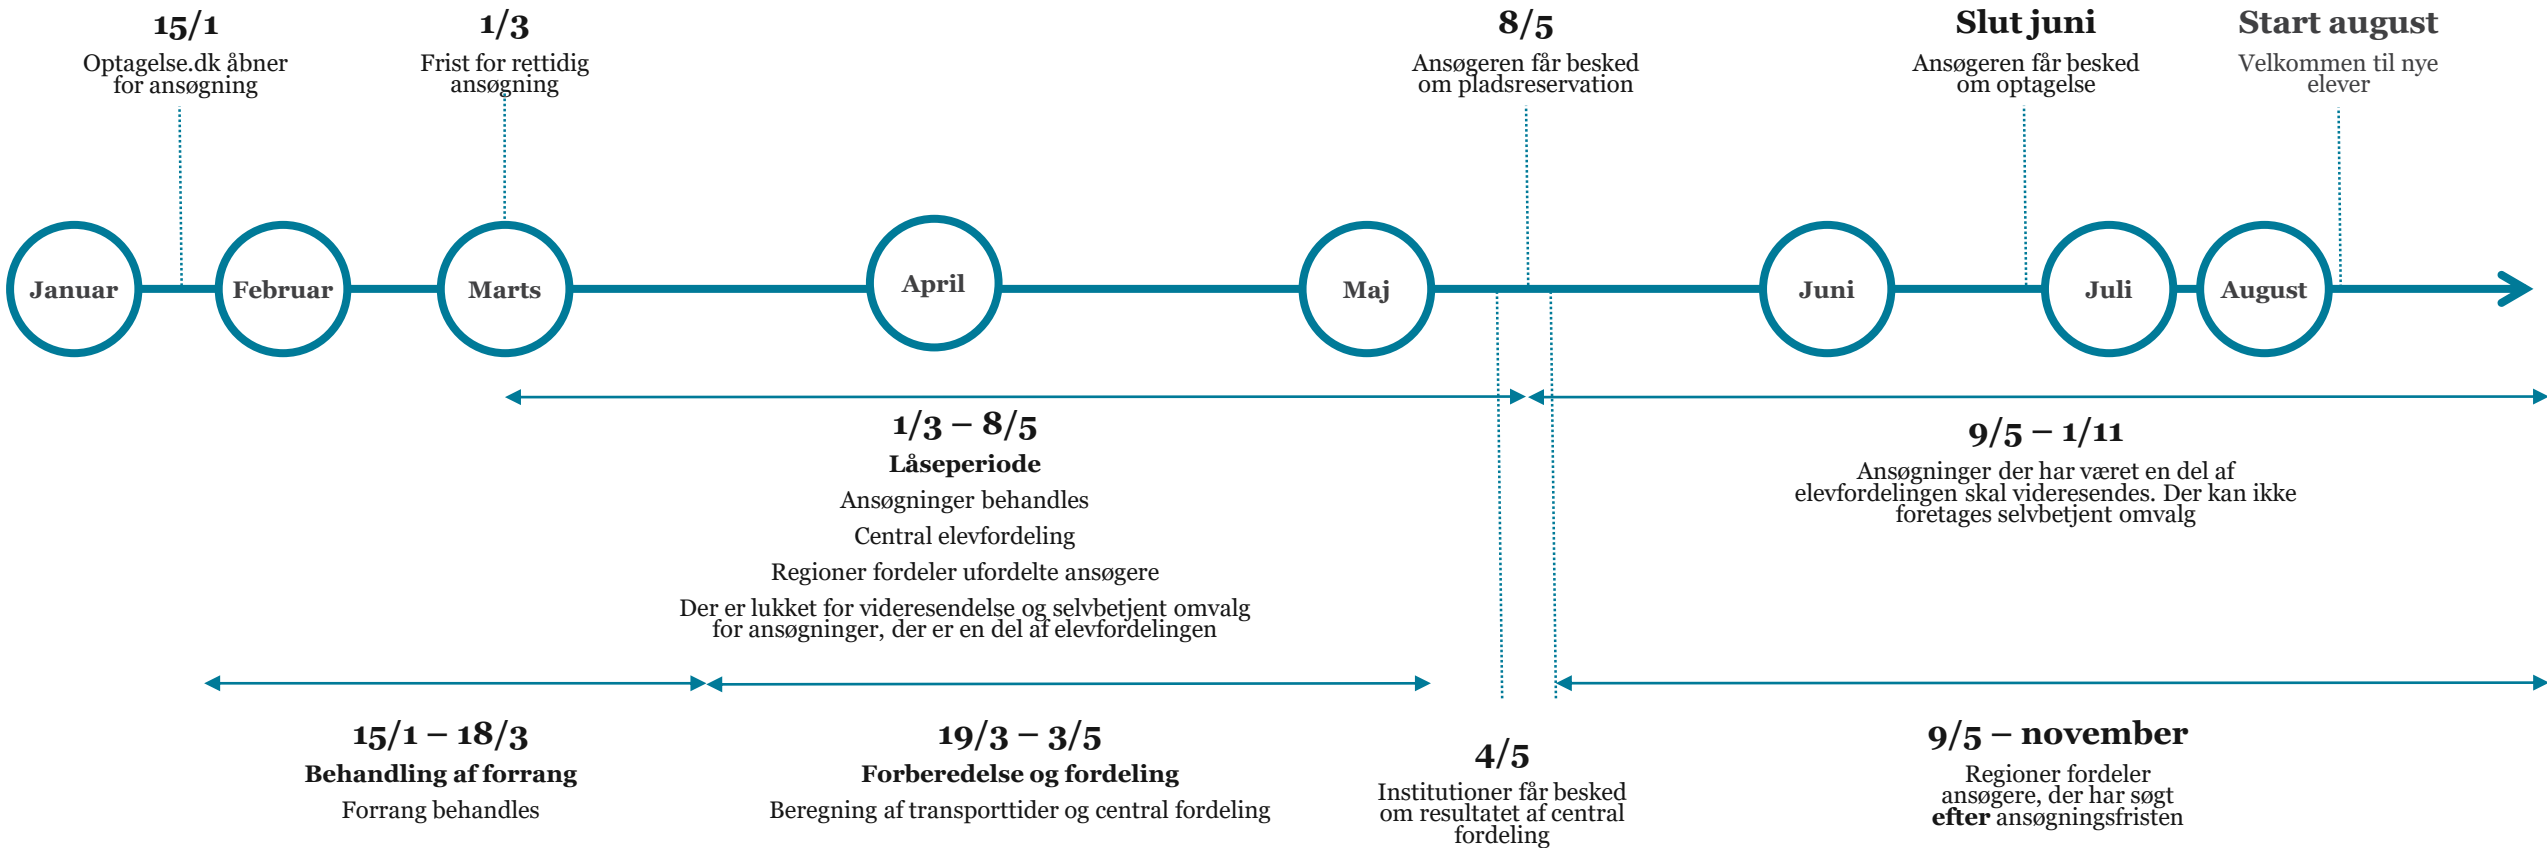 15/1
Optagelse.dk åbner
for ansøgning
1/3
Frist for rettidig
ansøgning
8/5
Ansøgeren får besked
om pladsreservation
Slut juni
Ansøgeren får besked
om optagelse
Start august
Velkommen til nye
elever
Januar
Februar
Marts
April
Maj
Juni
Juli
August
1/3 – 8/5
Låseperiode
Ansøgninger behandles
Central elevfordeling
Regioner fordeler ufordelte ansøgere
Der er lukket for videresendelse og selvbetjent omvalg
for ansøgninger, der er en del af elevfordelingen
9/5 – 1/11
Ansøgninger der har været en del af
elevfordelingen skal videresendes. Der kan ikke
foretages selvbetjent omvalg
15/1 – 18/3
Behandling af forrang
Forrang behandles
19/3 – 3/5
Forberedelse og fordeling
Beregning af transporttider og central fordeling
4/5
Institutioner får besked
om resultatet af central
fordeling
9/5 – november
Regioner fordeler
ansøgere, der har søgt
efter ansøgningsfristen